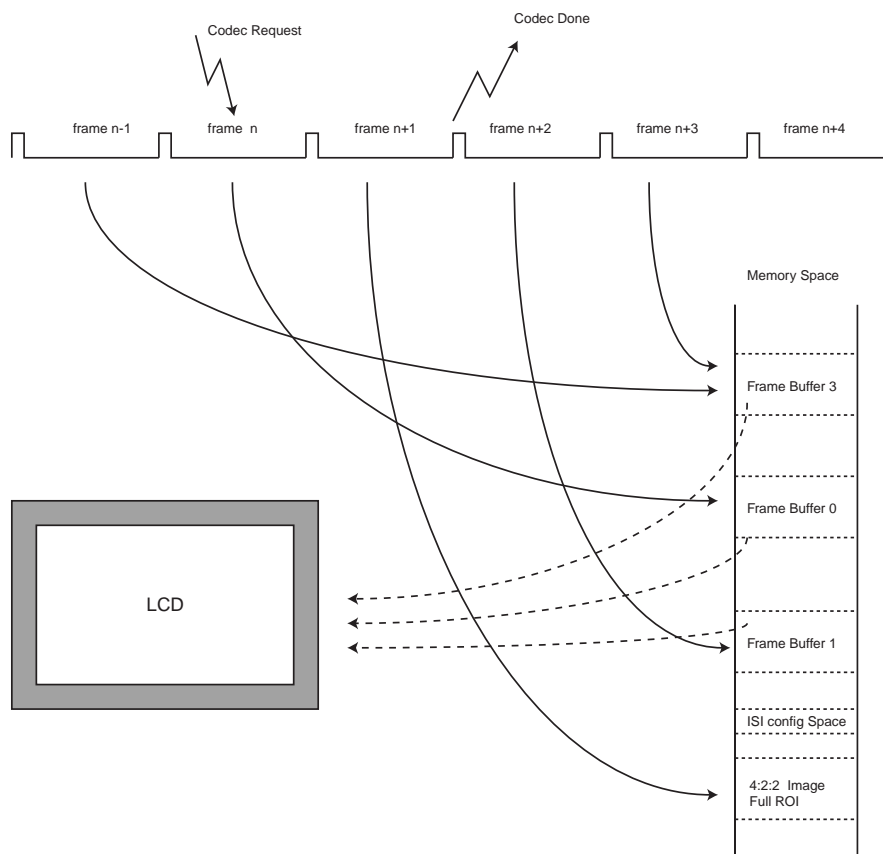 Codec Request
Codec Done
frame n-1
frame n
frame n+1
frame n+2
frame n+3
frame n+4
Memory Space
Frame Buffer 3
Frame Buffer 0
LCD
Frame Buffer 1
ISI config Space
4:2:2 Image
Full ROI